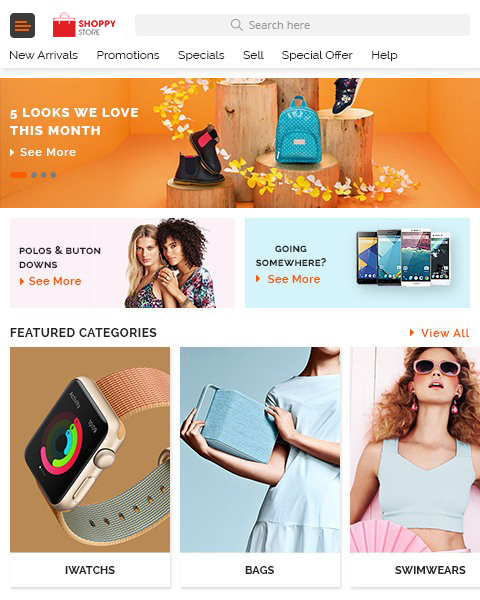 SHOPPY
STORE
Search here
New Arrivals Promotions Specials Sell Special Offer Help
5 LOOKS WE LOVE
THIS MONTH
See More
POLOS & BUTON
DOWNS
See More
GOING
SOMEWHERE?
See More
FEATURED CATEGORIES
View All
IWATCHS
BAGS
SWIMWEARS